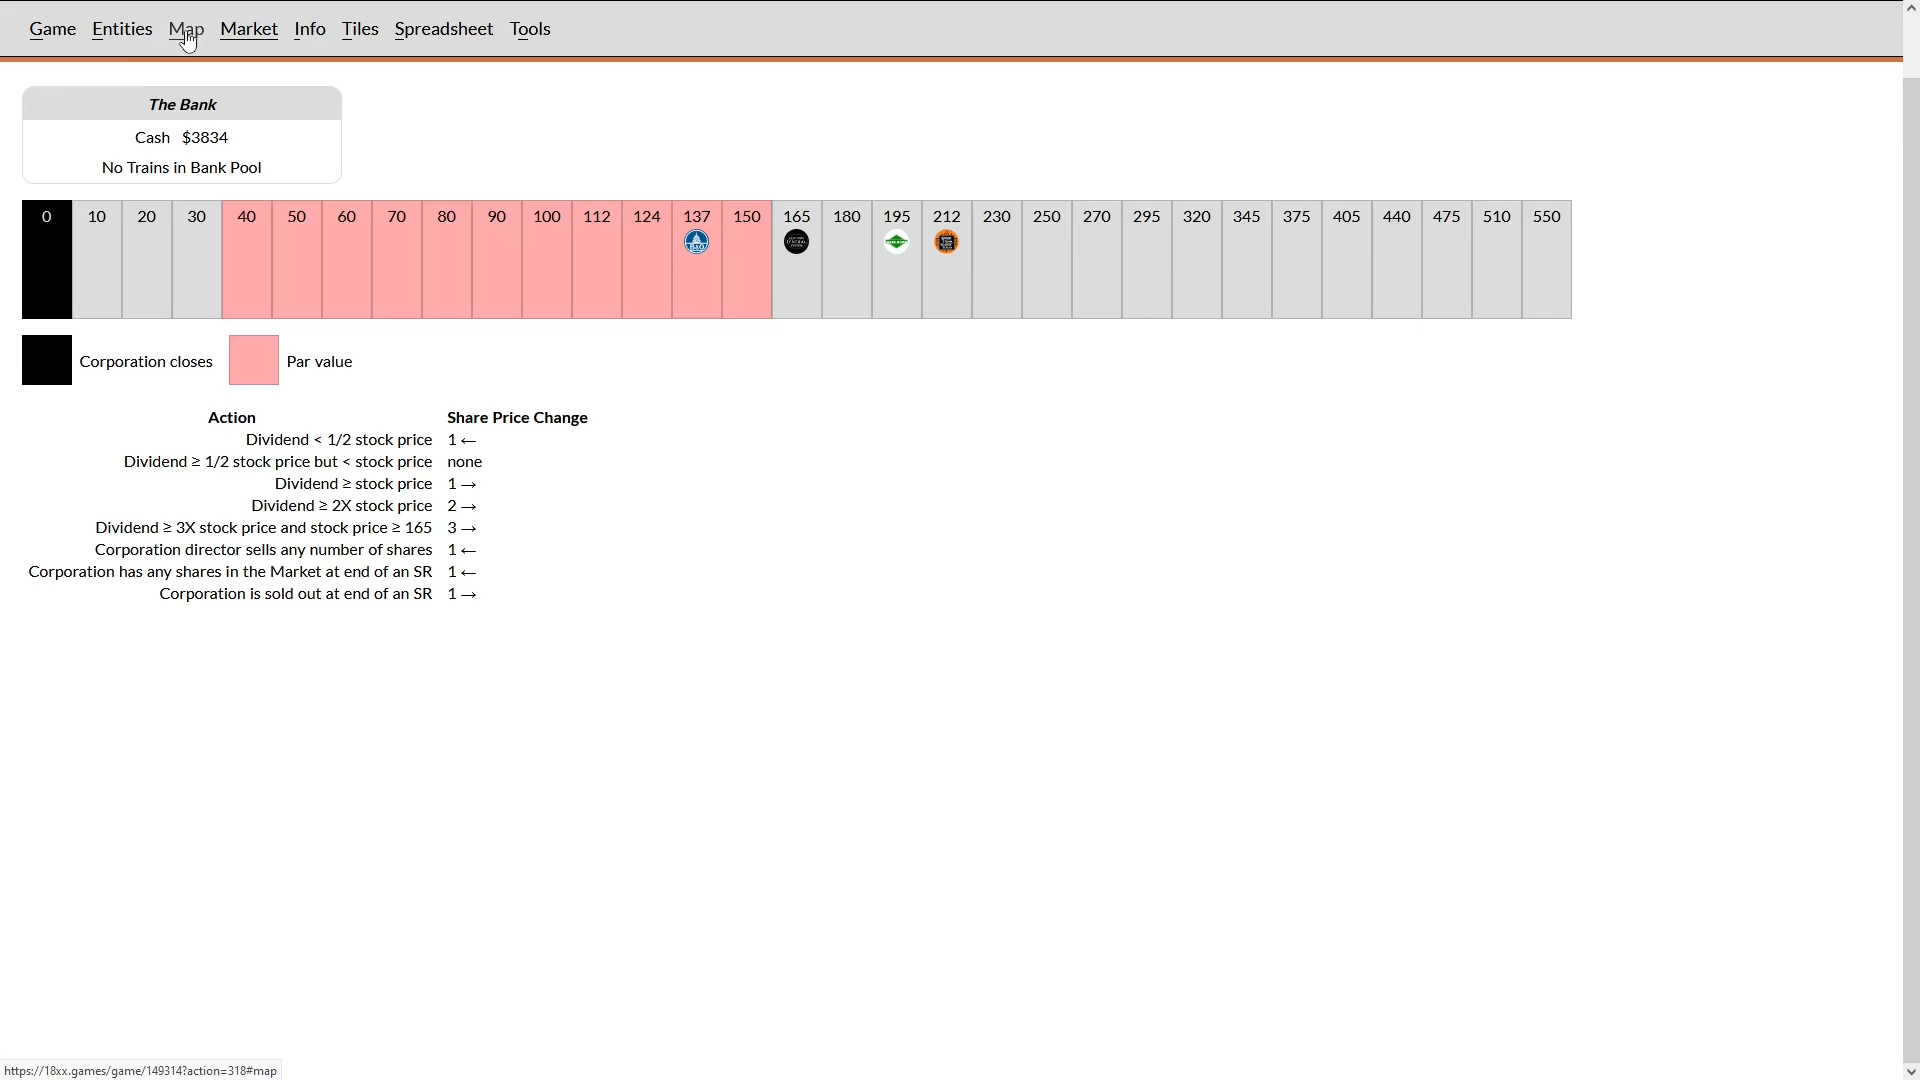 Game Entities Map Market Info Tiles Spreadsheet Tools
The Bank
Cash $3834
No Trains in Bank Pool
0 10 20 30 40 50 60 70 80 90 100 112 124 137 150 165 180 195 212 230 250 270 295 320 345 375 405 440 475 510 550
Corporation closes Par value
Action Share Price Change
Dividend < 1/2 stock price 1 ←
Dividend ≥ 1/2 stock price but < stock price none
Dividend ≥ stock price 1 →
Dividend ≥ 2X stock price 2 →
Dividend ≥ 3X stock price and stock price ≥ 165 3 →
Corporation director sells any number of shares 1 ←
Corporation has any shares in the Market at end of an SR 1 ←
Corporation is sold out at end of an SR 1 →
https://18xx.games/game/149314?action=318#map